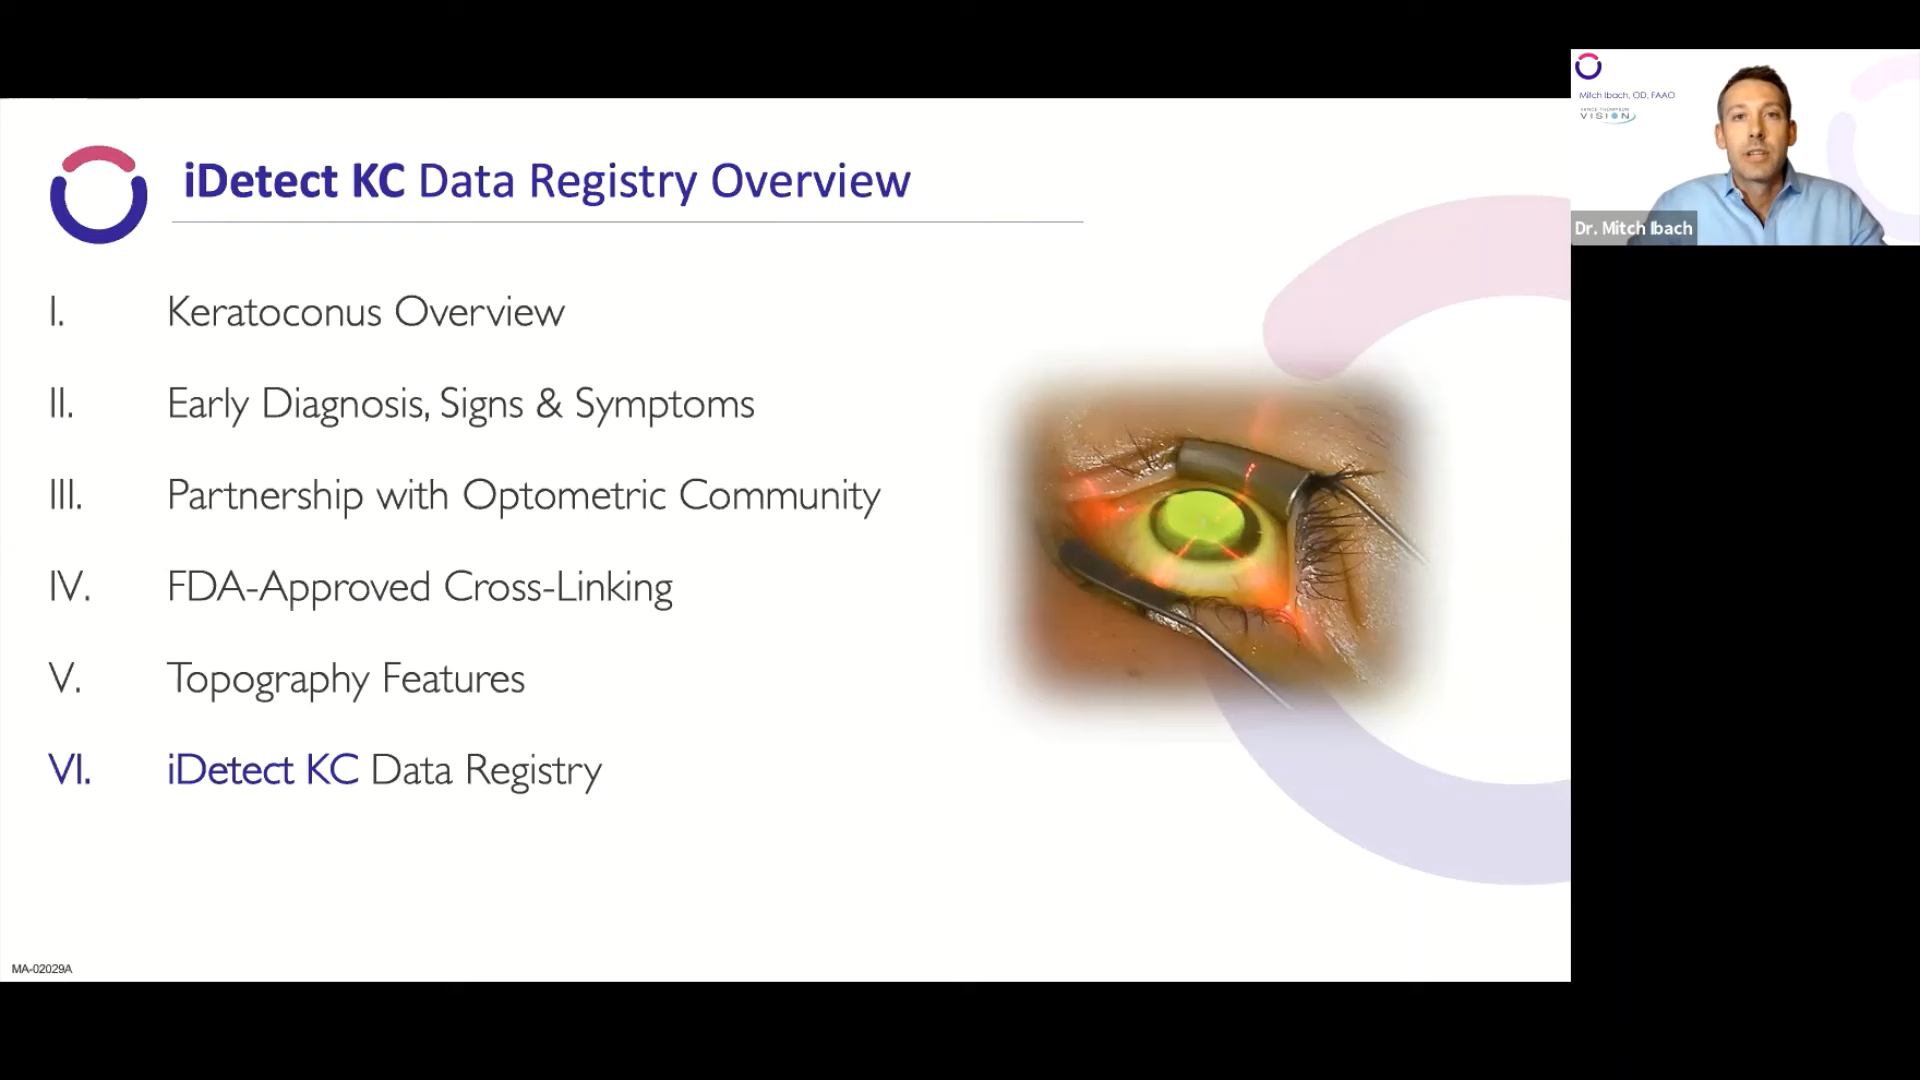 iDetect KC Data Registry Overview
I. Keratoconus Overview
II. Early Diagnosis, Signs & Symptoms
III. Partnership with Optometric Community
IV. FDA-Approved Cross-Linking
V. Topography Features
VI. iDetect KC Data Registry
MA-02029A
Mitch Ibach, OD, FAAO
VANCE THOMPSON
VISION
Dr. Mitch Ibach